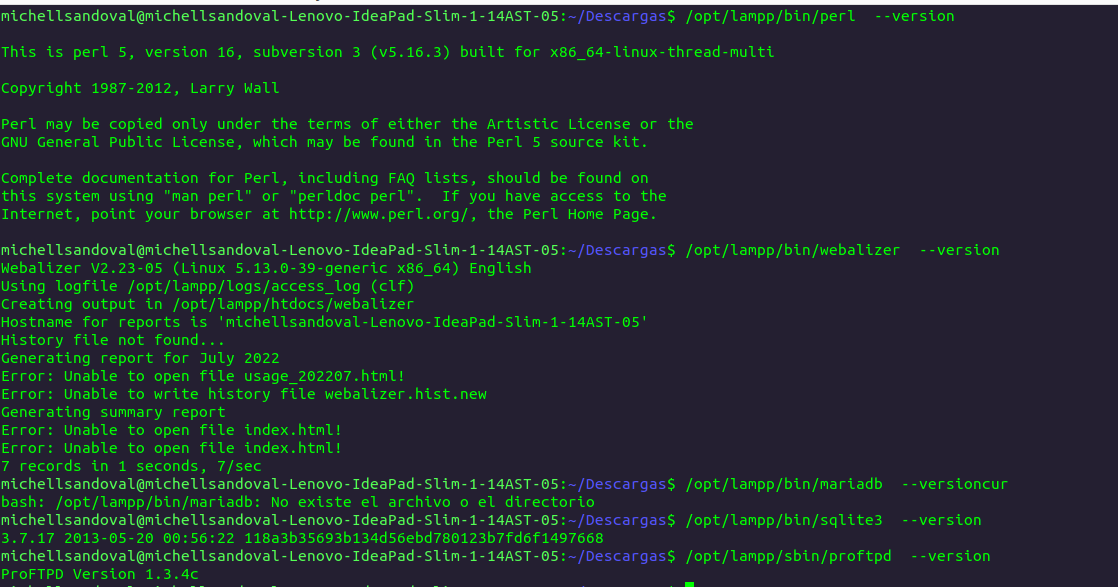 michellsandoval@michellsandoval-Lenovo-IdeaPad-Slim-1-14AST-05:~/Descargas$ /opt/lampp/bin/perl  --version
This is perl 5, version 16, subversion 3 (v5.16.3) built for x86_64-linux-thread-multi
Copyright 1987-2012, Larry Wall
Perl may be copied only under the terms of either the Artistic License or the
GNU General Public License, which may be found in the Perl 5 source kit.
Complete documentation for Perl, including FAQ lists, should be found on
this system using "man perl" or "perldoc perl".  If you have access to the
Internet, point your browser at http://www.perl.org/, the Perl Home Page.
michellsandoval@michellsandoval-Lenovo-IdeaPad-Slim-1-14AST-05:~/Descargas$ /opt/lampp/bin/webalizer  --version
Webalizer V2.23-05 (Linux 5.13.0-39-generic x86_64) English
Using logfile /opt/lampp/logs/access_log (clf)
Creating output in /opt/lampp/htdocs/webalizer
Hostname for reports is 'michellsandoval-Lenovo-IdeaPad-Slim-1-14AST-05'
History file not found...
Generating report for July 2022
Error: Unable to open file usage_202207.html!
Error: Unable to write history file webalizer.hist.new
Generating summary report
Error: Unable to open file index.html!
Error: Unable to open file index.html!
7 records in 1 seconds, 7/sec
michellsandoval@michellsandoval-Lenovo-IdeaPad-Slim-1-14AST-05:~/Descargas$ /opt/lampp/bin/mariadb  --versioncur
bash: /opt/lampp/bin/mariadb: No existe el archivo o el directorio
michellsandoval@michellsandoval-Lenovo-IdeaPad-Slim-1-14AST-05:~/Descargas$ /opt/lampp/bin/sqlite3  --version
3.7.17 2013-05-20 00:56:22 118a3b35693b134d56ebd780123b7fd6f1497668
michellsandoval@michellsandoval-Lenovo-IdeaPad-Slim-1-14AST-05:~/Descargas$ /opt/lampp/sbin/proftpd  --version
ProFTPD Version 1.3.4c